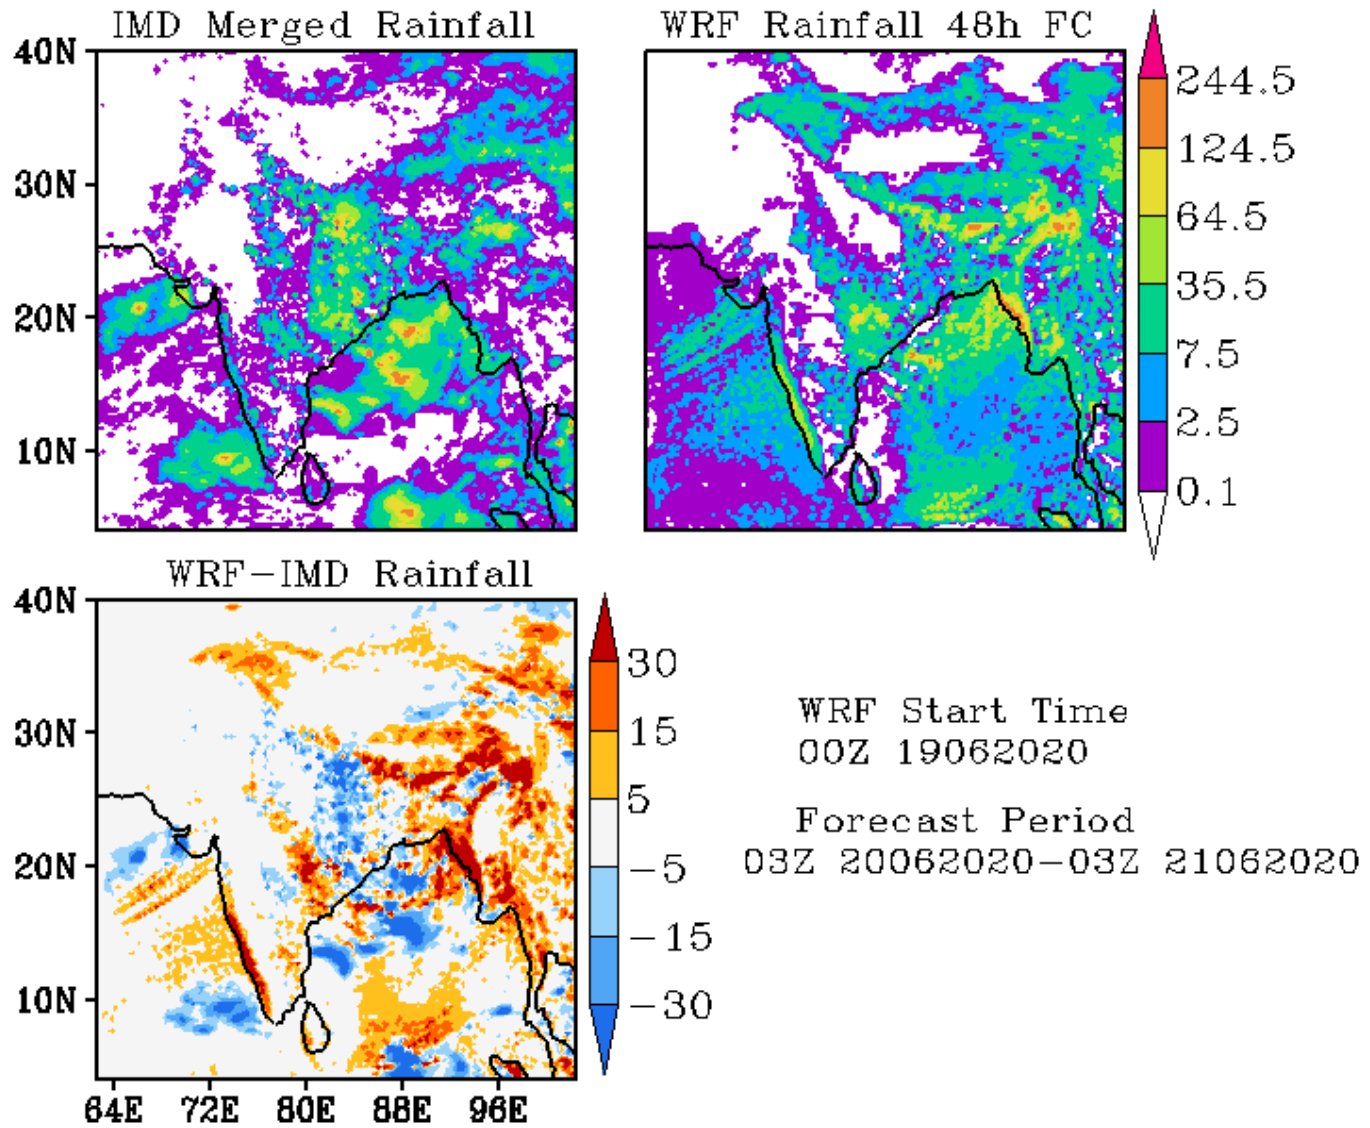 IMD Merged Rainfall
WRF Rainfall 48h FC
40N
30N
20N
10N
244.5
124.5
64.5
35.5
7.5
2.5
0.1
WRF-IMD Rainfall
40N
30N
20N
10N
64E 72E 80E 88E 96E
30
15
5
-5
-15
-30
WRF Start Time
00Z 19062020
Forecast Period
03Z 20062020-03Z 21062020